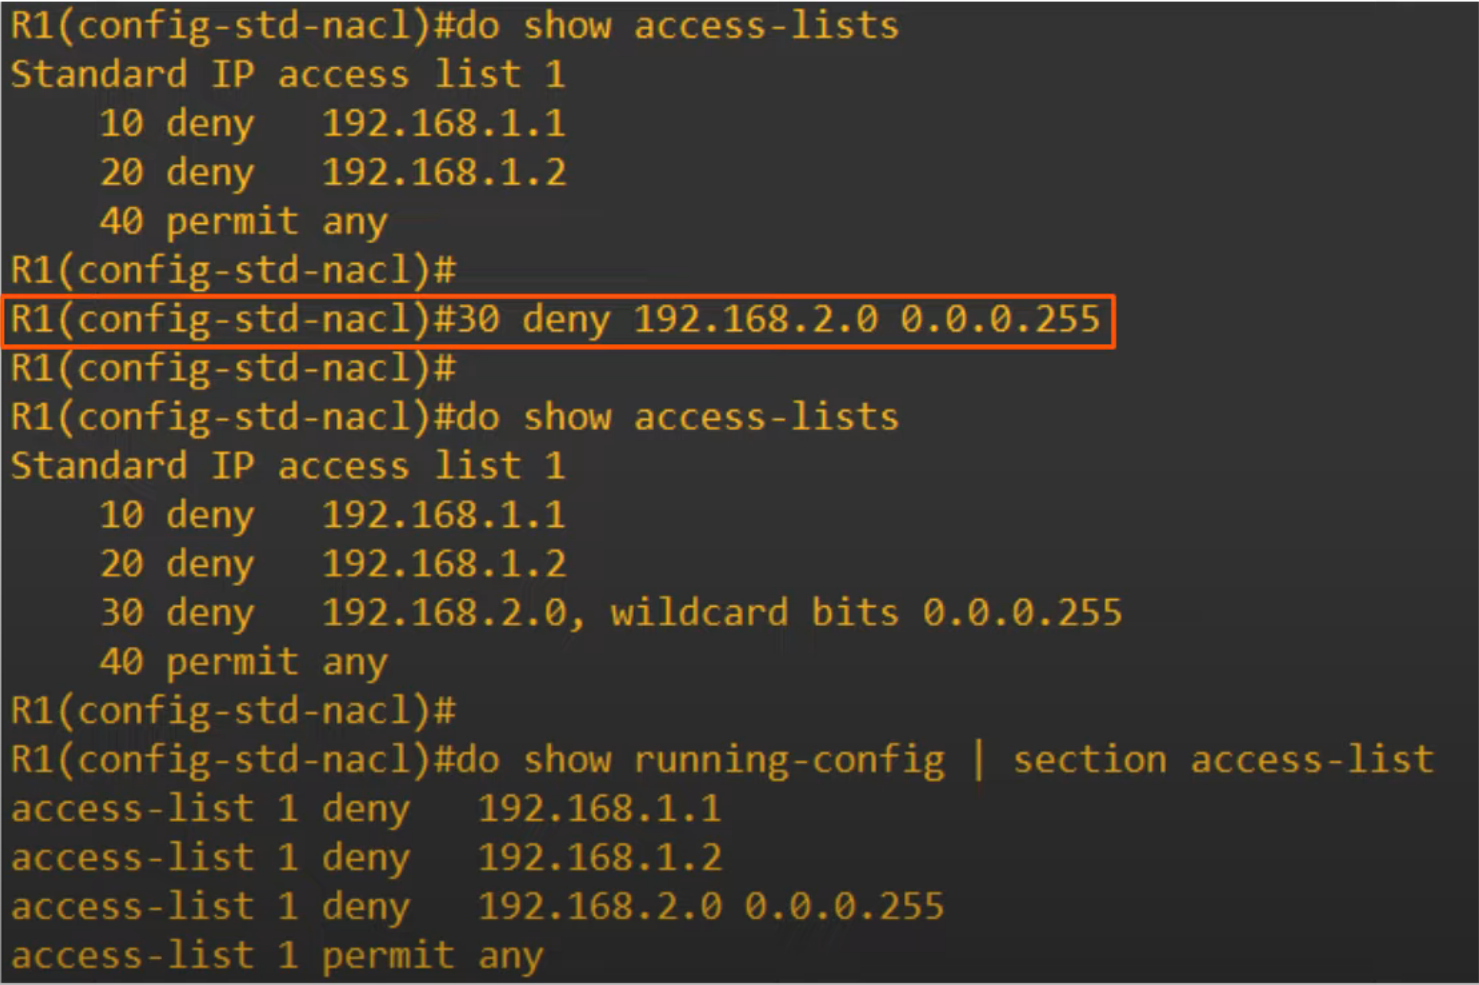 R1(config-std-nacl)#do show access-lists
Standard IP access list 1
    10 deny   192.168.1.1
    20 deny   192.168.1.2
    40 permit any
R1(config-std-nacl)#
R1(config-std-nacl)#30 deny 192.168.2.0 0.0.0.255
R1(config-std-nacl)#
R1(config-std-nacl)#do show access-lists
Standard IP access list 1
    10 deny   192.168.1.1
    20 deny   192.168.1.2
    30 deny   192.168.2.0, wildcard bits 0.0.0.255
    40 permit any
R1(config-std-nacl)#
R1(config-std-nacl)#do show running-config | section access-list
access-list 1 deny   192.168.1.1
access-list 1 deny   192.168.1.2
access-list 1 deny   192.168.2.0 0.0.0.255
access-list 1 permit any